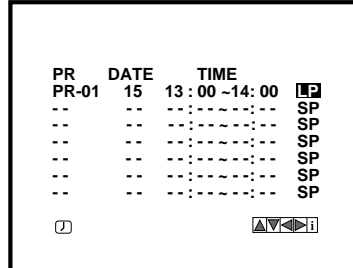 PR DATE TIME
PR-01 15 13 : 00 ~14: 00 LP
-- -- --:--~--:-- SP
-- -- --:--~--:-- SP
-- -- --:--~--:-- SP
-- -- --:--~--:-- SP
-- -- --:--~--:-- SP
-- -- --:--~--:-- SP
▲▼◀▶ i